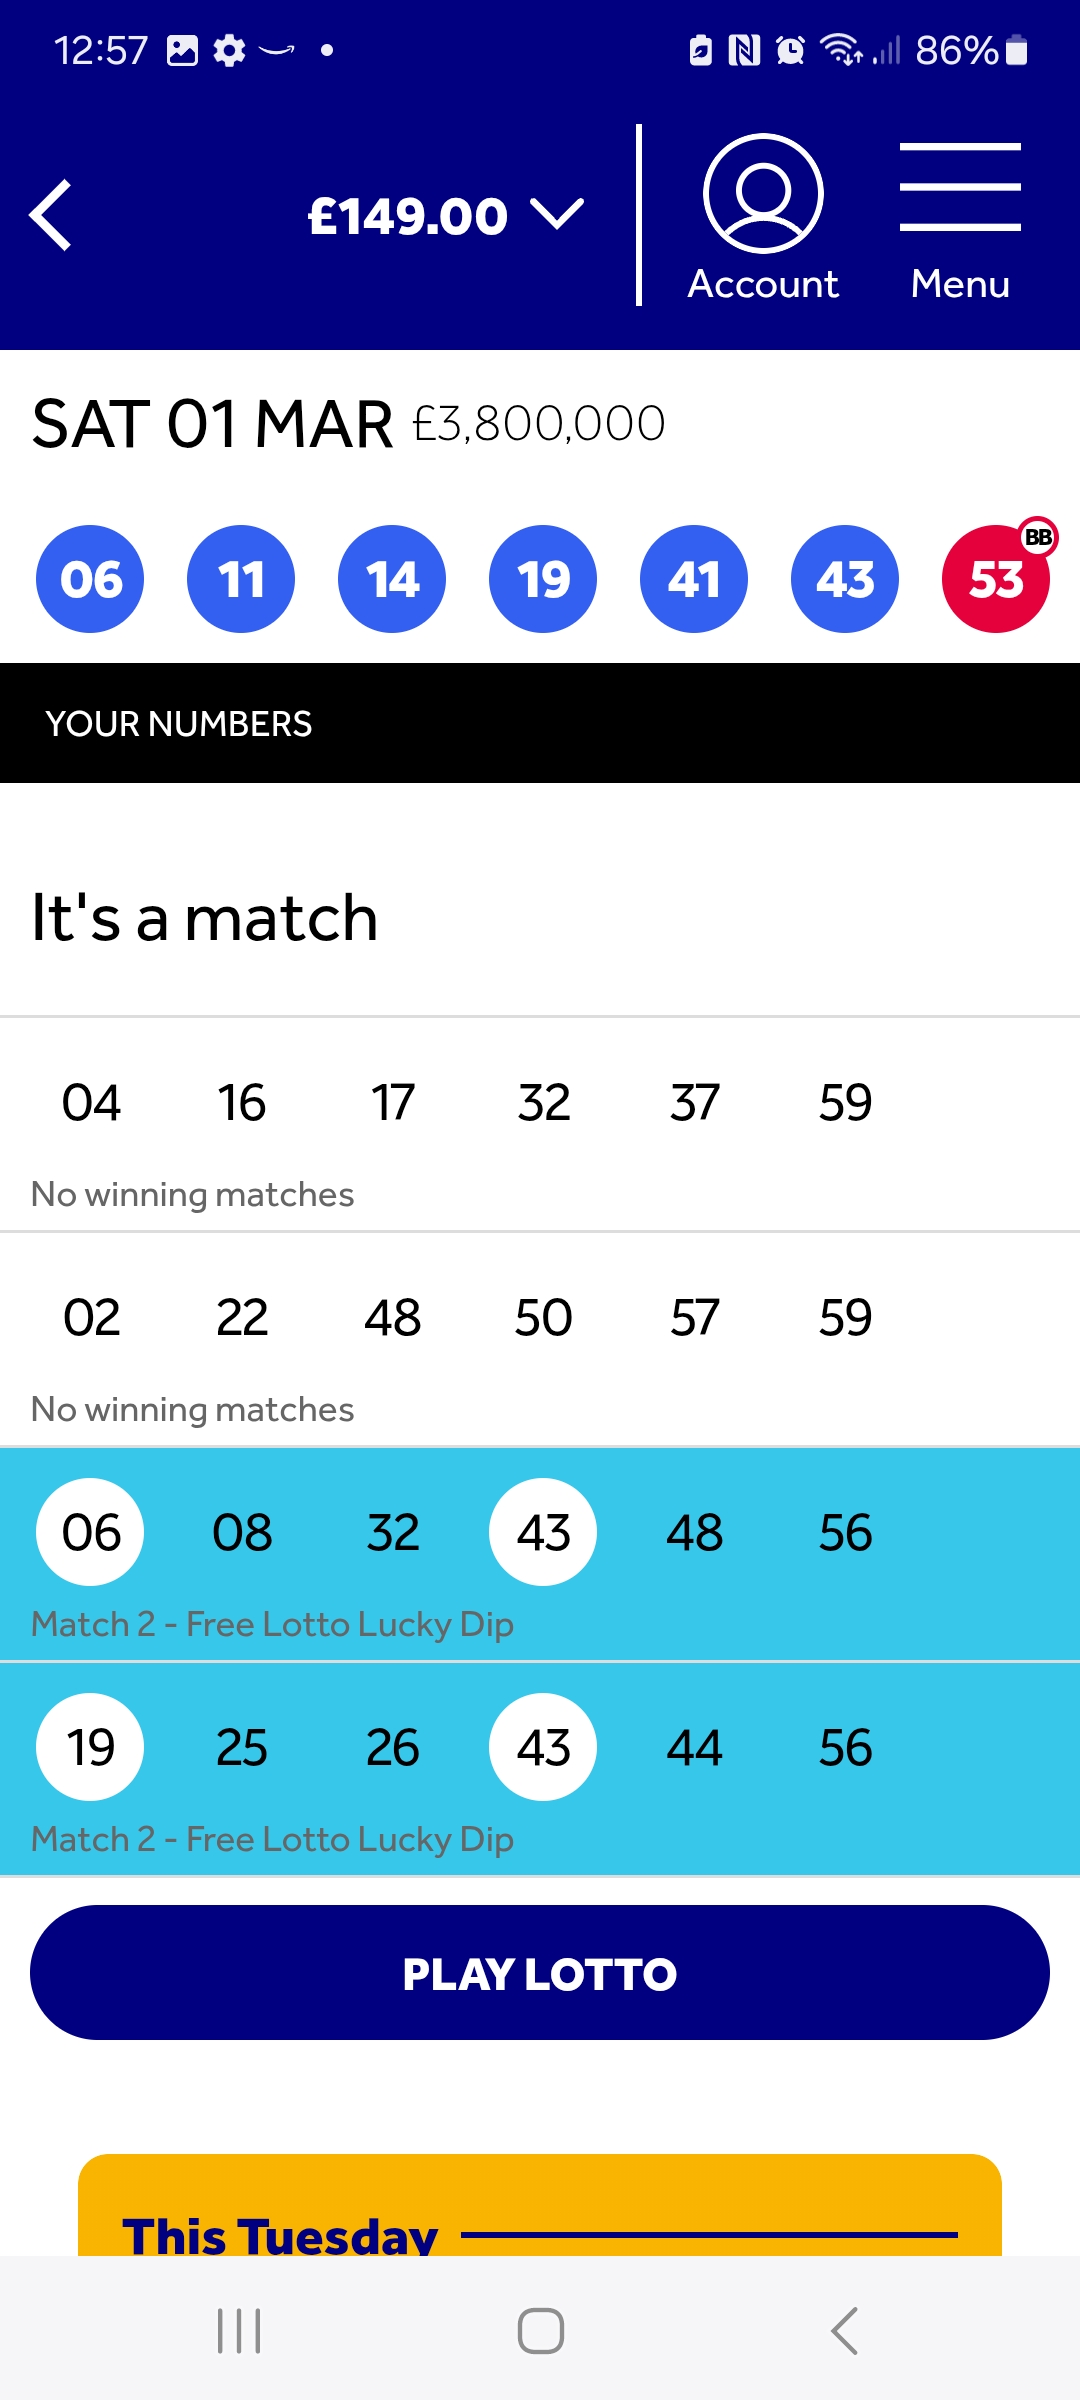 12:57 86%
£149.00
Account Menu
SAT 01 MAR £3,800,000
BB
06 11 14 19 41 43 53
YOUR NUMBERS
It's a match
04 16 17 32 37 59
No winning matches
02 22 48 50 57 59
No winning matches
06 08 32 43 48 56
Match 2 - Free Lotto Lucky Dip
19 25 26 43 44 56
Match 2 - Free Lotto Lucky Dip
PLAY LOTTO
This Tuesday